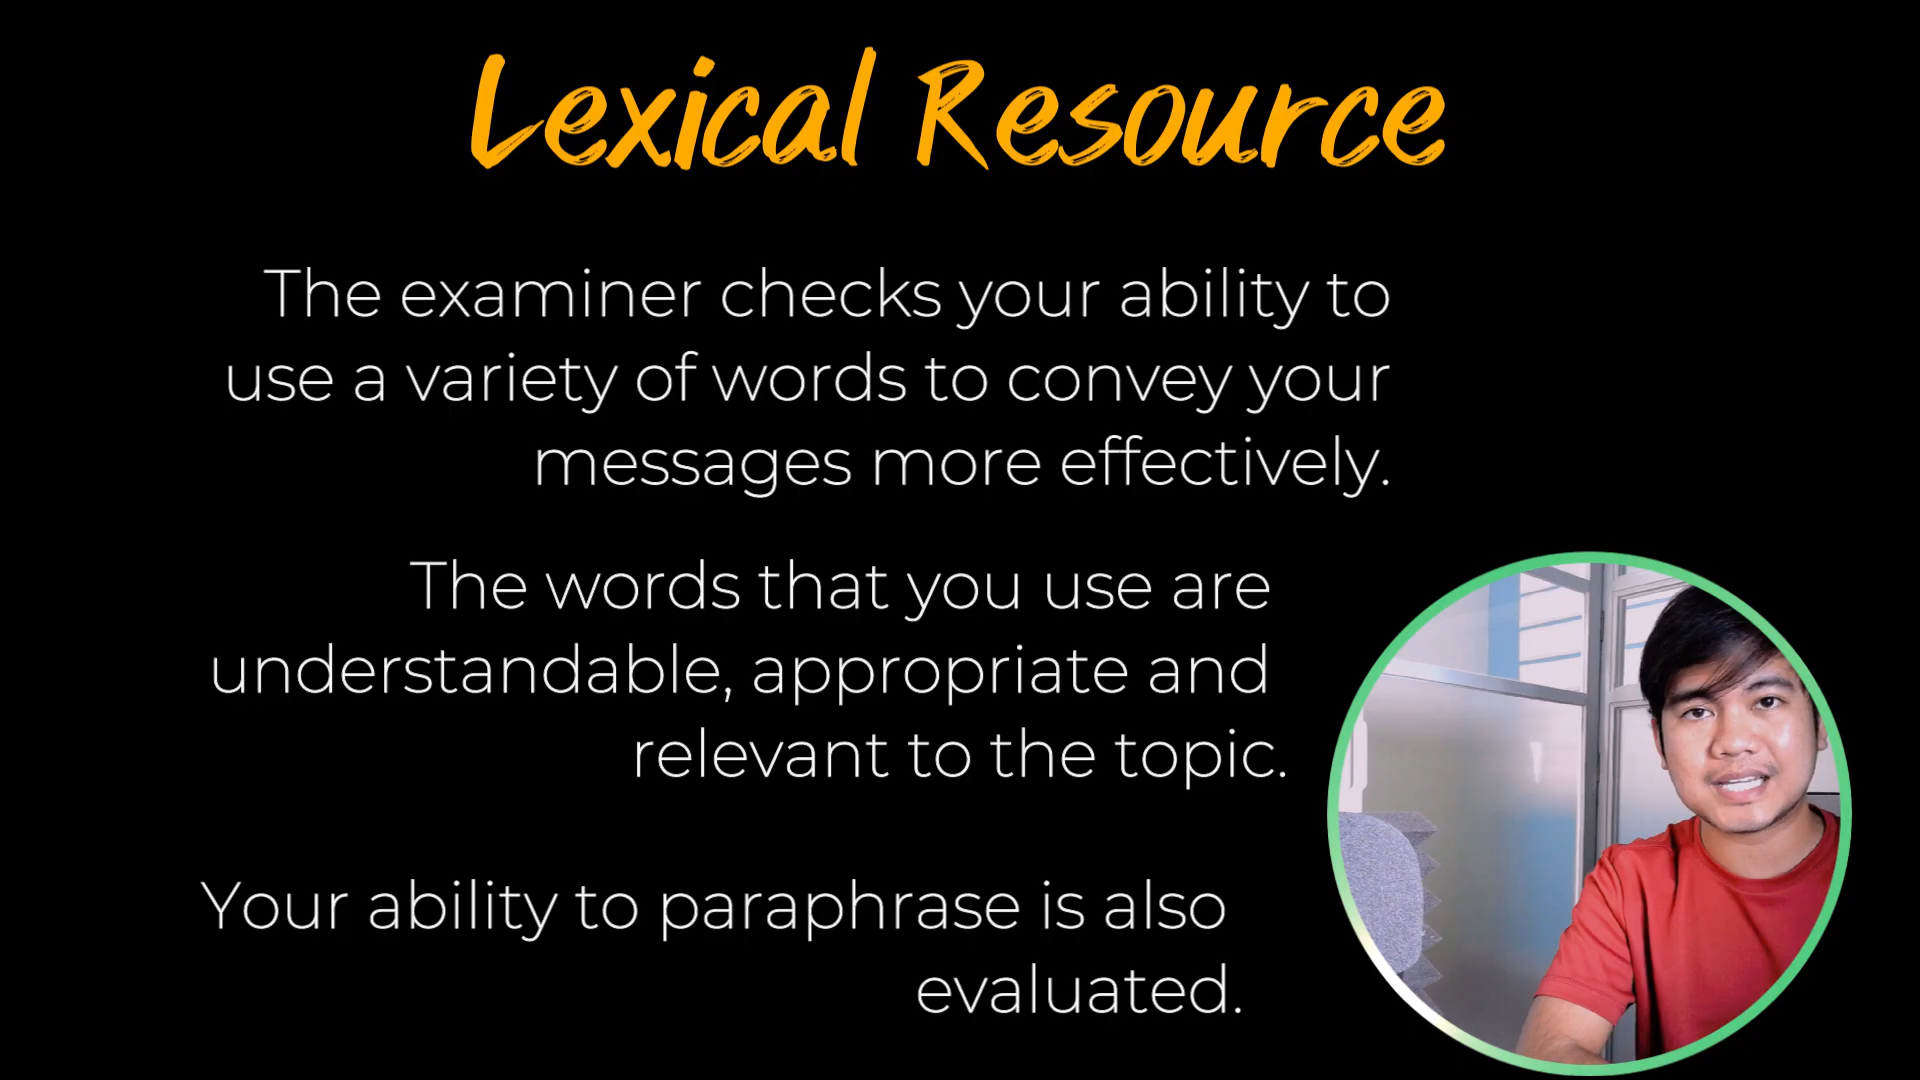 Lexical Resource
The examiner checks your ability to
use a variety of words to convey your
messages more effectively.
The words that you use are
understandable, appropriate and
relevant to the topic.
Your ability to paraphrase is also
evaluated.